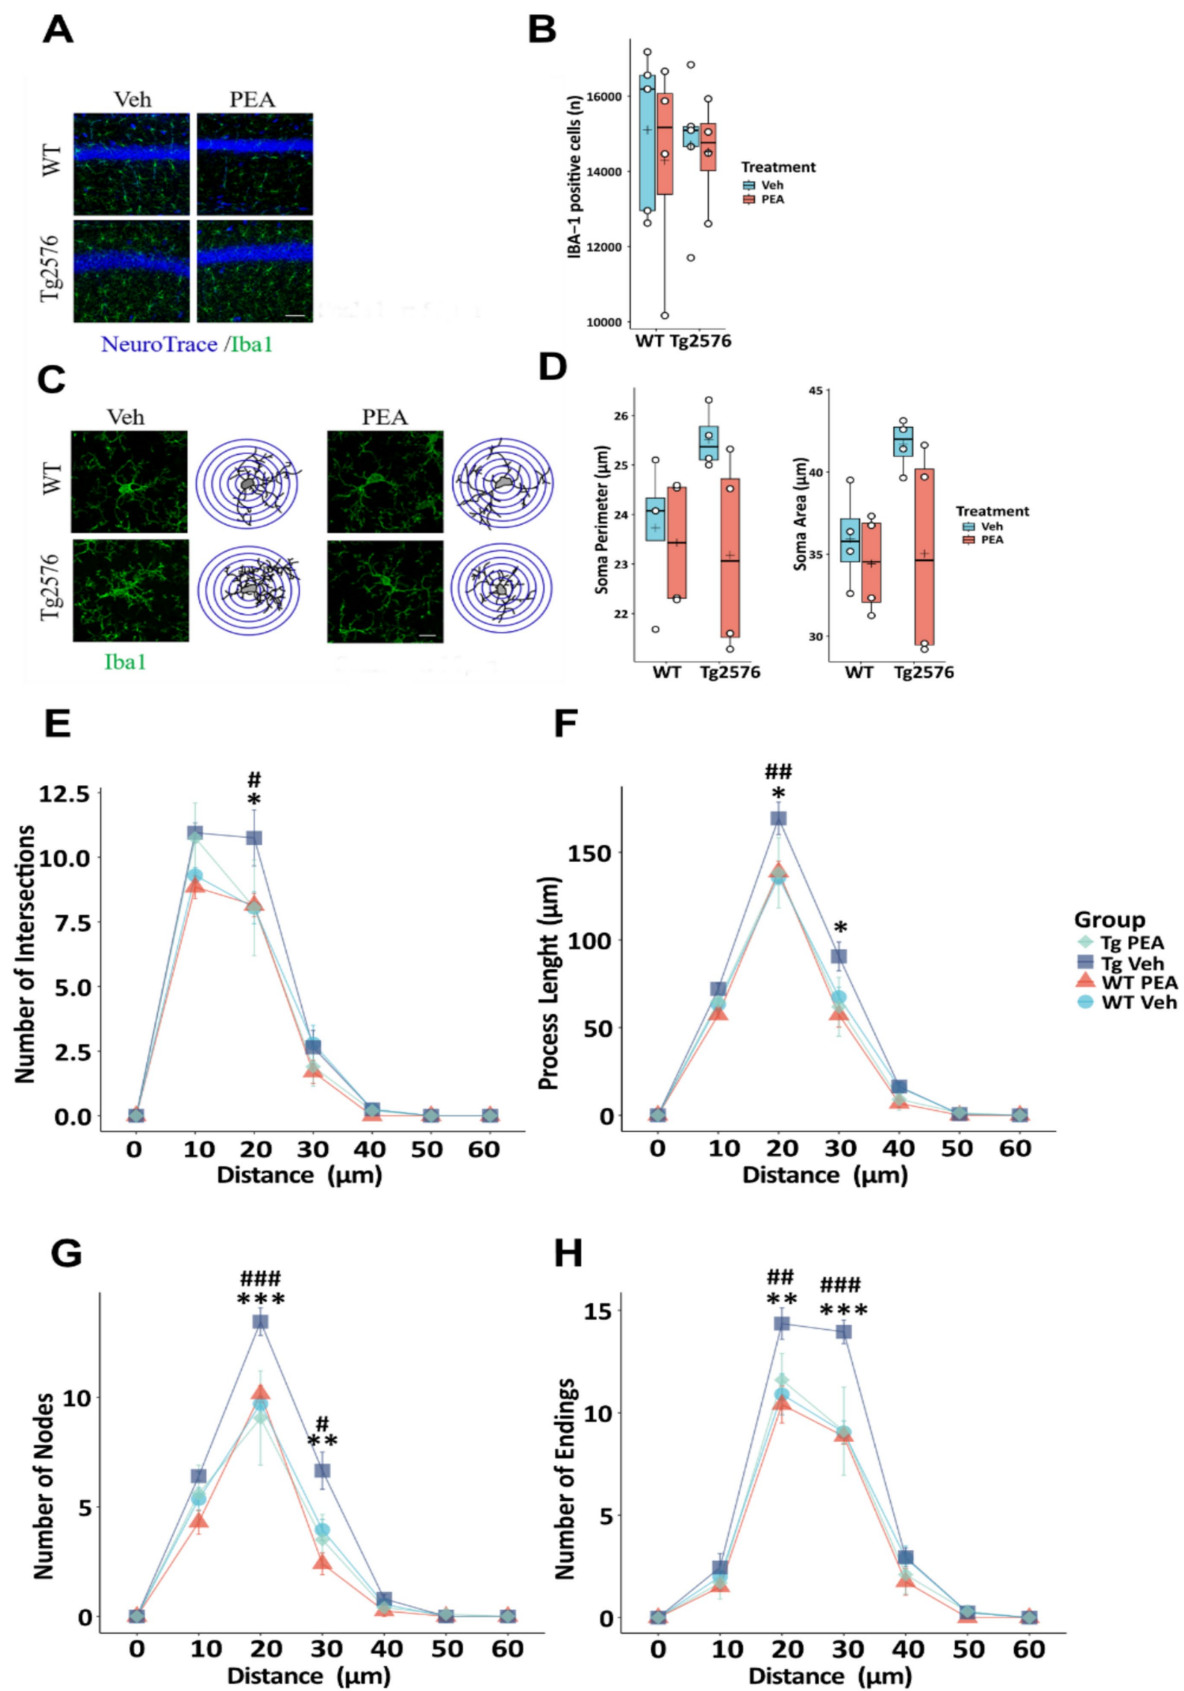 A
Veh PEA
WT
Tg2576
NeuroTrace /Iba1
B
IBA−1 positive cells (n)
16000
14000
12000
10000
WT Tg2576
Treatment
Veh
PEA
C
Veh PEA
WT
Tg2576
Iba1
D
Soma Perimeter (µm)
26
25
24
23
22
WT Tg2576
Soma Area (µm)
45
40
35
30
WT Tg2576
Treatment
Veh
PEA
E
Number of Intersections
12.5
10.0
7.5
5.0
2.5
0.0
#
*
0 10 20 30 40 50 60
Distance (µm)
F
Process Lenght (µm)
150
100
50
0
##
*
*
0 10 20 30 40 50 60
Distance (µm)
Group
Tg PEA
Tg Veh
WT PEA
WT Veh
G
Number of Nodes
10
5
0
###
***
#
**
0 10 20 30 40 50 60
Distance (µm)
H
Number of Endings
15
10
5
0
##
**
###
***
0 10 20 30 40 50 60
Distance (µm)